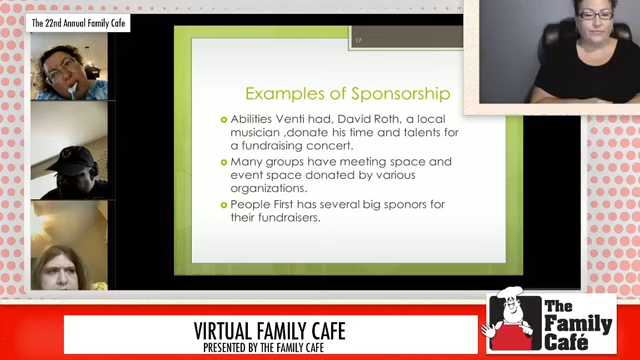 The 22nd Annual Family Cafe
17
Examples of Sponsorship
Abilities Venti had, David Roth, a local
musician ,donate his time and talents for
a fundraising concert.
Many groups have meeting space and
event space donated by various
organizations.
People First has several big sponors for
their fundraisers.
VIRTUAL FAMILY CAFE
PRESENTED BY THE FAMILY CAFE
The
Family
Café